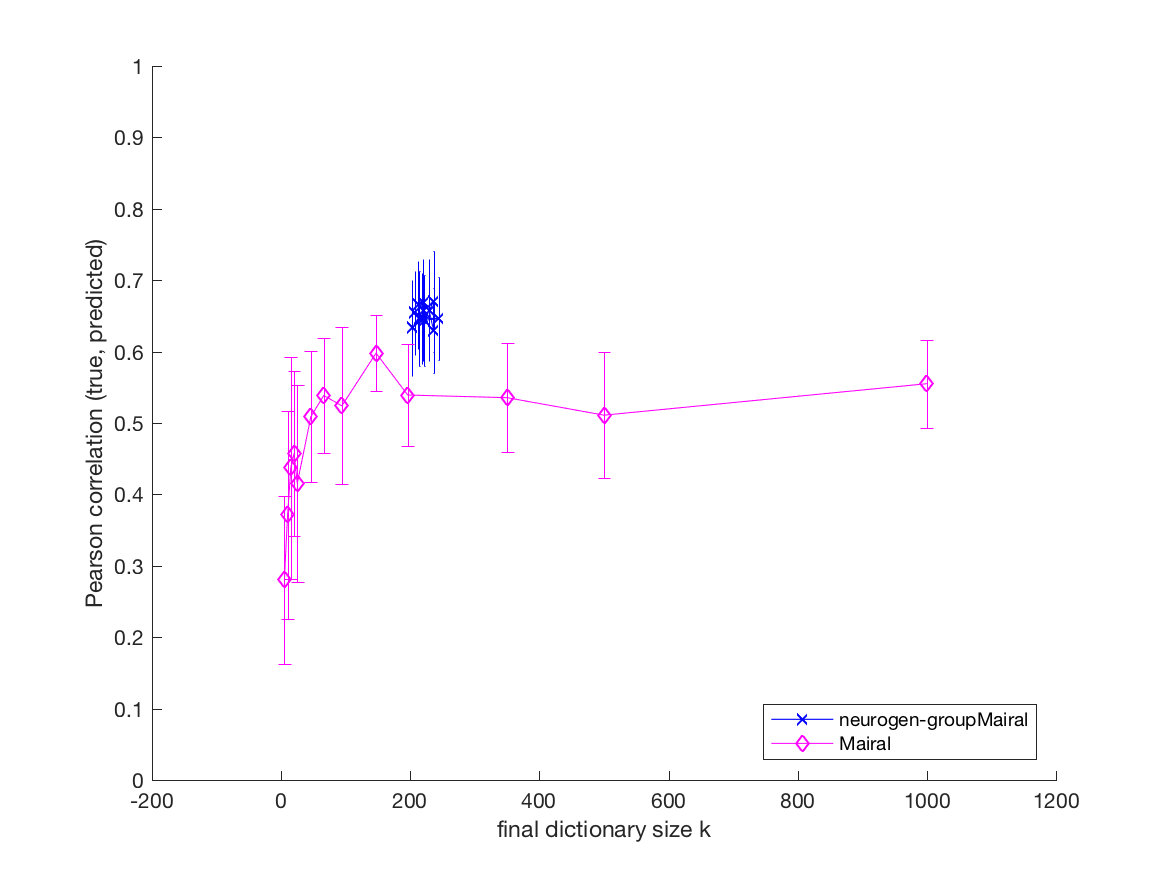 1
0.9
0.8
0.7
0.6
0.5
0.4
0.3
0.2
0.1
0
Pearson correlation (true, predicted)
neurogen-groupMairal
Mairal
-200 0 200 400 600 800 1000 1200
final dictionary size k